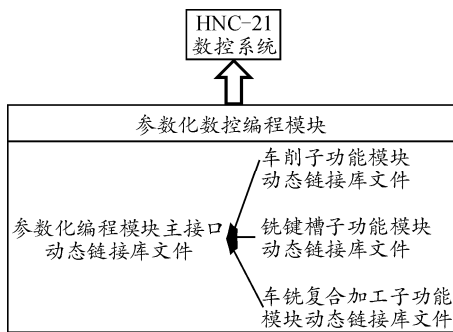 HNC-21
数控系统
参数化数控编程模块
车削子功能模块
动态链接库文件
参数化编程模块主接口
动态链接库文件
铣键槽子功能模块
动态链接库文件
车铣复合加工子功能
模块动态链接库文件